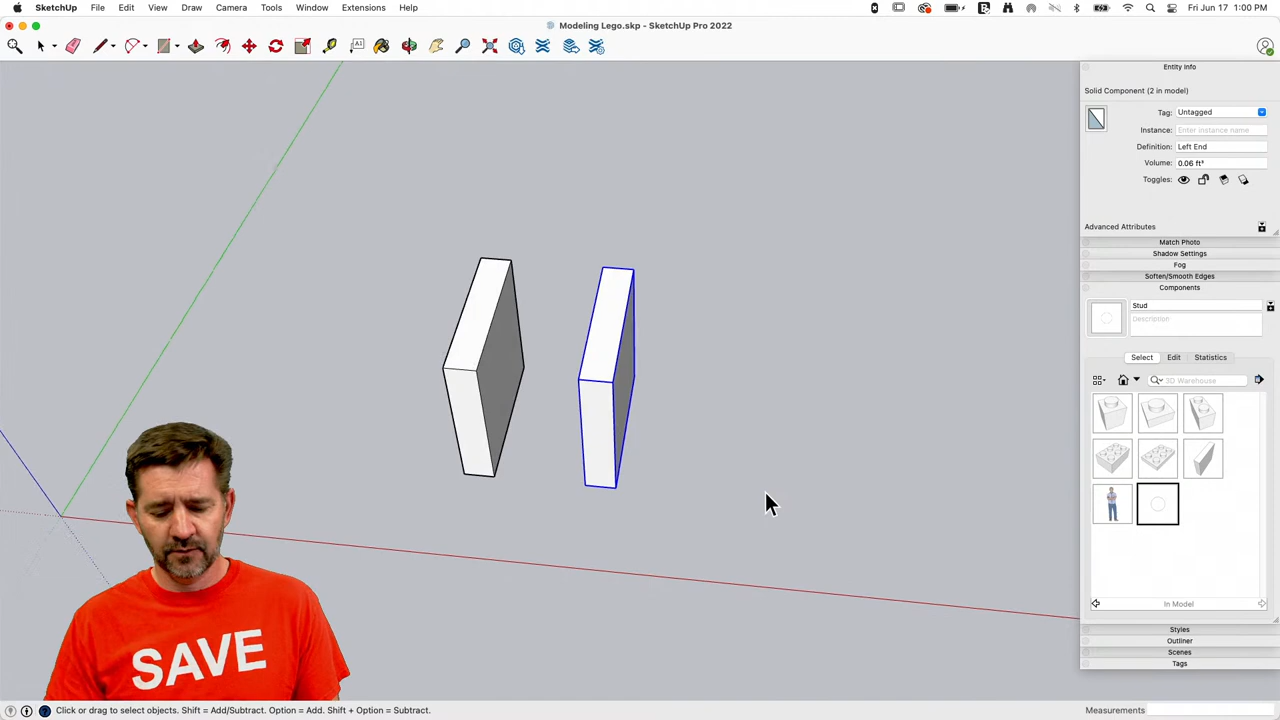 SketchUp File Edit View Draw Camera Tools Window Extensions Help Fri Jun 17 1:00 PM
Modeling Lego.skp - SketchUp Pro 2022
Entity Info
Solid Component (2 in model)
Tag: Untagged
Instance: Enter instance name
Definition: Left End
Volume: 0.06 ft³
Toggles:
Advanced Attributes
Match Photo
Shadow Settings
Fog
Soften/Smooth Edges
Components
Stud
Description
Select Edit Statistics
3D Warehouse
In Model
Styles
Outliner
Scenes
Tags
SAVE
Click or drag to select objects. Shift = Add/Subtract. Option = Add. Shift + Option = Subtract. Measurements